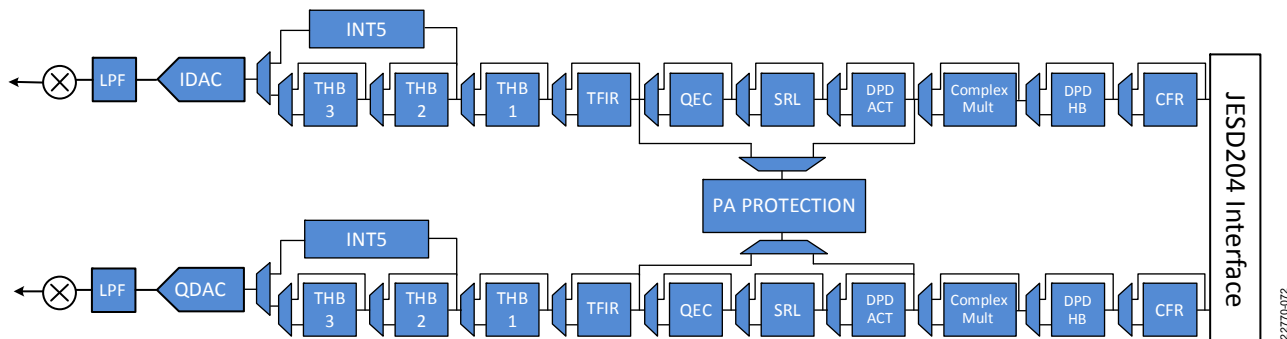 INT5
LPF
IDAC
THB
3
THB
2
THB
1
TFIR
QEC
SRL
DPD
ACT
Complex
Mult
DPD
HB
CFR
JESD204 Interface
PA PROTECTION
INT5
LPF
QDAC
THB
3
THB
2
THB
1
TFIR
QEC
SRL
DPD
ACT
Complex
Mult
DPD
HB
CFR
22770-072